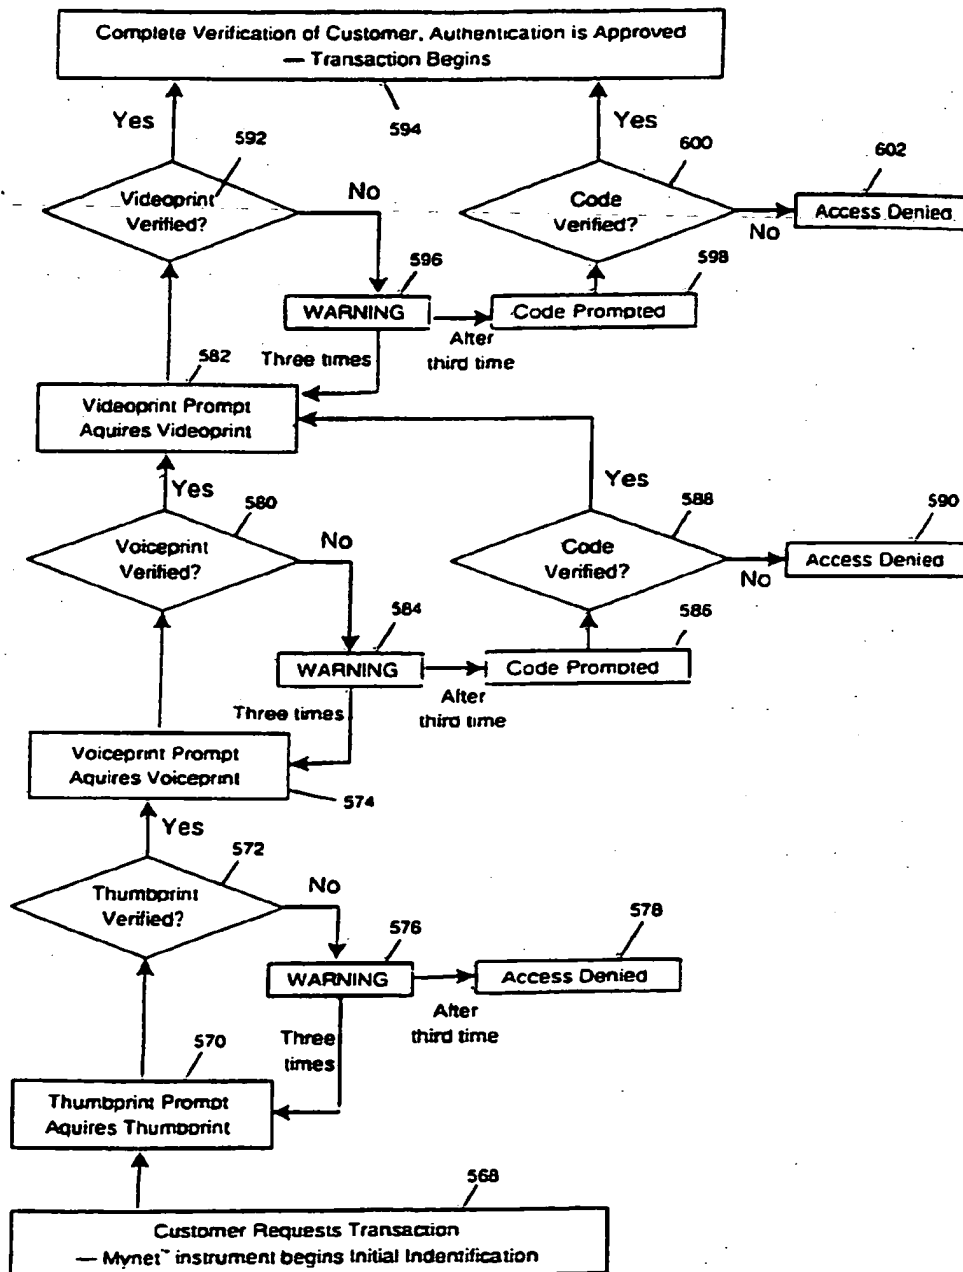 Complete Verification of Customer, Authentication is Approved
— Transaction Begins
594
Yes
Yes
592
600
602
Videoprint
Verified?
No
Code
Verified?
No
Access Denied
596
598
WARNING
Code Prompted
After
third time
Three times
582
Videoprint Prompt
Aquires Videoprint
Yes
Yes
580
588
590
Voiceprint
Verified?
No
Code
Verified?
No
Access Denied
584
586
WARNING
Code Prompted
After
third time
Three times
Voiceprint Prompt
Aquires Voiceprint
574
Yes
572
Thumbprint
Verified?
No
576
578
WARNING
Access Denied
After
third time
Three
times
570
Thumbprint Prompt
Aquires Thumbprint
568
Customer Requests Transaction
— Mynet™ instrument begins Initial Indentification